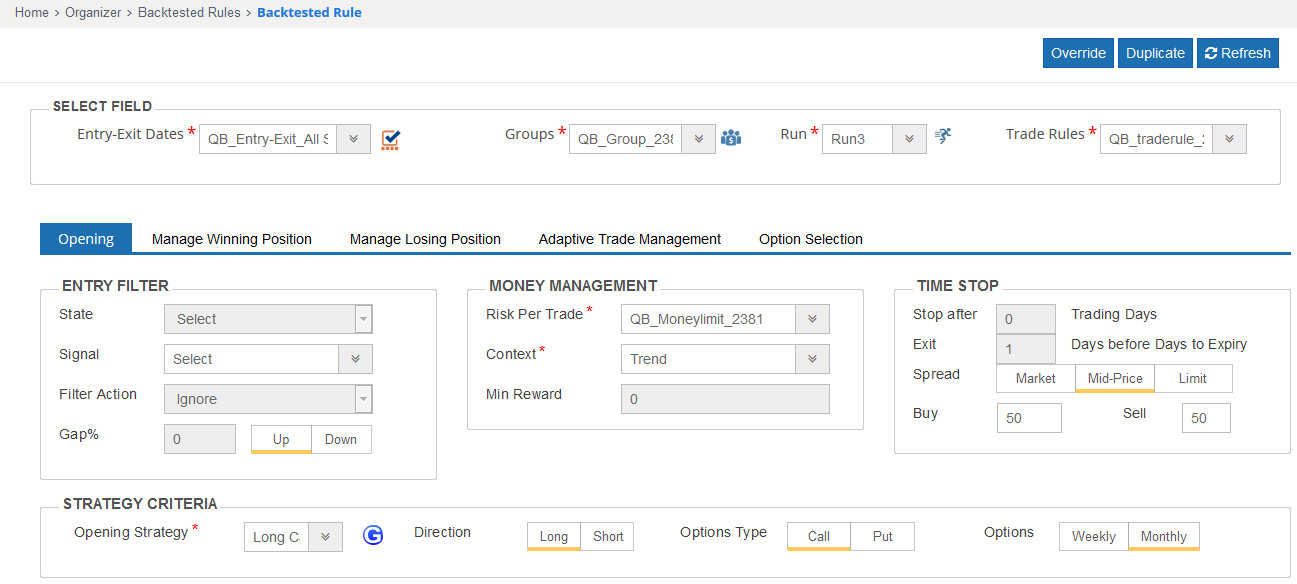 Home > Organizer > Backtested Rules > Backtested Rule
Override Duplicate Refresh
SELECT FIELD
Entry-Exit Dates * QB_Entry-Exit_All S Groups * QB_Group_238 Run * Run3 Trade Rules * QB_traderule_2
Opening Manage Winning Position Manage Losing Position Adaptive Trade Management Option Selection
ENTRY FILTER
State Select
Signal Select
Filter Action Ignore
Gap% 0 Up Down
MONEY MANAGEMENT
Risk Per Trade * QB_Moneylimit_2381
Context * Trend
Min Reward 0
TIME STOP
Stop after 0 Trading Days
Exit 1 Days before Days to Expiry
Spread Market Mid-Price Limit
Buy 50 Sell 50
STRATEGY CRITERIA
Opening Strategy * Long C G Direction Long Short Options Type Call Put Options Weekly Monthly